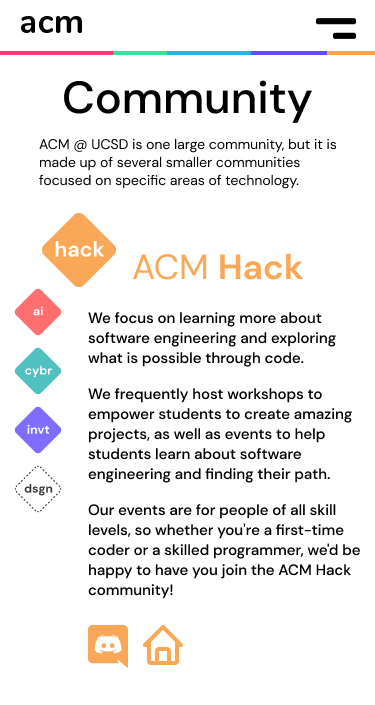 acm
Community
ACM @ UCSD is one large community, but it is
made up of several smaller communities
focused on specific areas of technology.
hack
ACM Hack
ai
cybr
invt
dsgn
We focus on learning more about
software engineering and exploring
what is possible through code.
We frequently host workshops to
empower students to create amazing
projects, as well as events to help
students learn about software
engineering and finding their path.
Our events are for people of all skill
levels, so whether you're a first-time
coder or a skilled programmer, we'd be
happy to have you join the ACM Hack
community!